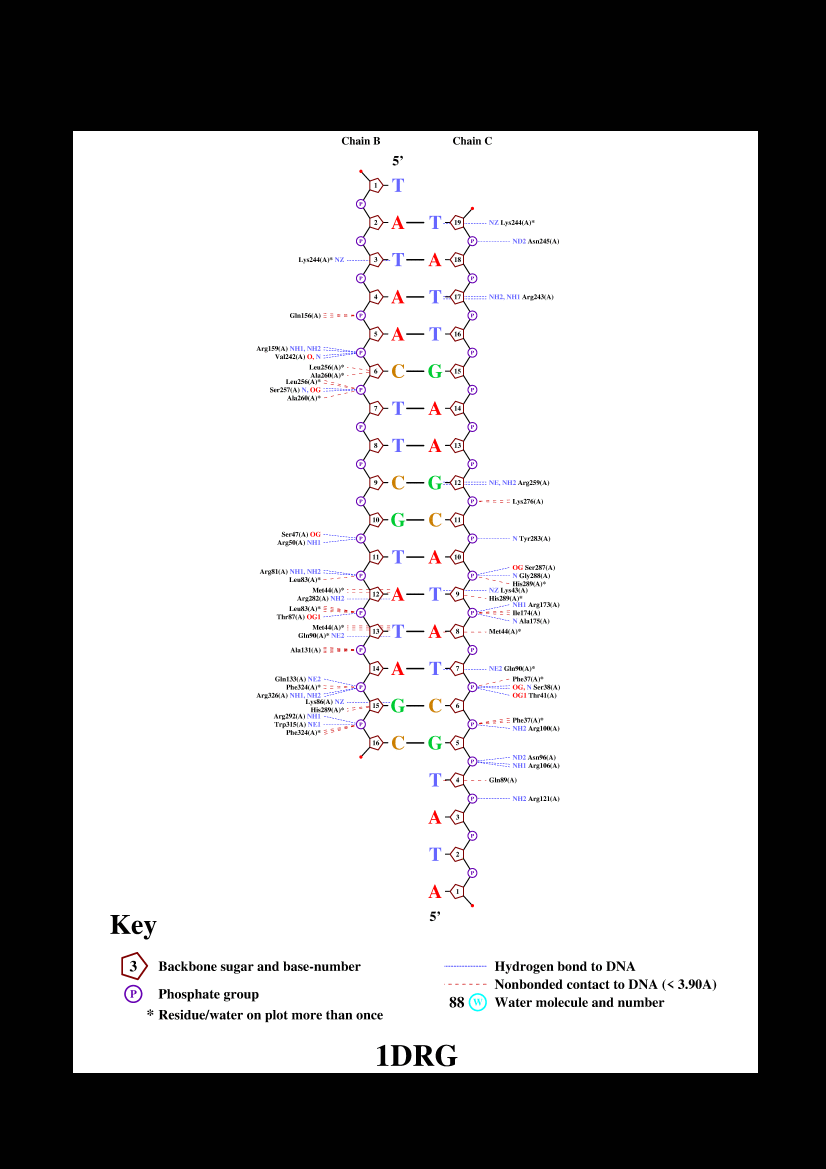 Chain B Chain C
5’
1 T
P
2 A T 19 NZ Lys244(A)*
P P ND2 Asn245(A)
Lys244(A)* NZ 3 T A 18
P P
4 A T 17 NH2, NH1 Arg243(A)
Gln156(A) P P
5 A T 16
Arg159(A) NH1, NH2 P P
Val242(A) O, N
Leu256(A)*
6 C G 15
Ala260(A)*
Leu256(A)*
Ser257(A) N, OG P P
Ala260(A)*
7 T A 14
P P
8 T A 13
P P
9 C G 12 NE, NH2 Arg259(A)
P P Lys276(A)
10 G C 11
Ser47(A) OG
P P N Tyr283(A)
Arg50(A) NH1
11 T A 10
OG Ser287(A)
Arg81(A) NH1, NH2 P P N Gly288(A)
Leu83(A)* His289(A)*
Met44(A)* NZ Lys43(A)
12 A T 9
Arg282(A) NH2 His289(A)*
Leu83(A)* NH1 Arg173(A)
P P Ile174(A)
Thr87(A) OG1 N Ala175(A)
Met44(A)*
13 T A 8 Met44(A)*
Gln90(A)* NE2
Ala131(A) P P
14 A T 7 NE2 Gln90(A)*
Gln133(A) NE2 Phe37(A)*
Phe324(A)* P P OG, N Ser38(A)
Arg326(A) NH1, NH2 OG1 Thr41(A)
Lys86(A) NZ
15 G C 6
His289(A)*
Arg292(A) NH1 Phe37(A)*
Trp315(A) NE1 P P NH2 Arg100(A)
Phe324(A)*
16 C G 5
ND2 Asn96(A)
P
NH1 Arg106(A)
T 4 Gln89(A)
P NH2 Arg121(A)
A 3
P
T 2
P
A 1
5’
Key
3 Backbone sugar and base-number
P Phosphate group
* Residue/water on plot more than once
Hydrogen bond to DNA
Nonbonded contact to DNA (< 3.90A)
88 W Water molecule and number
1DRG